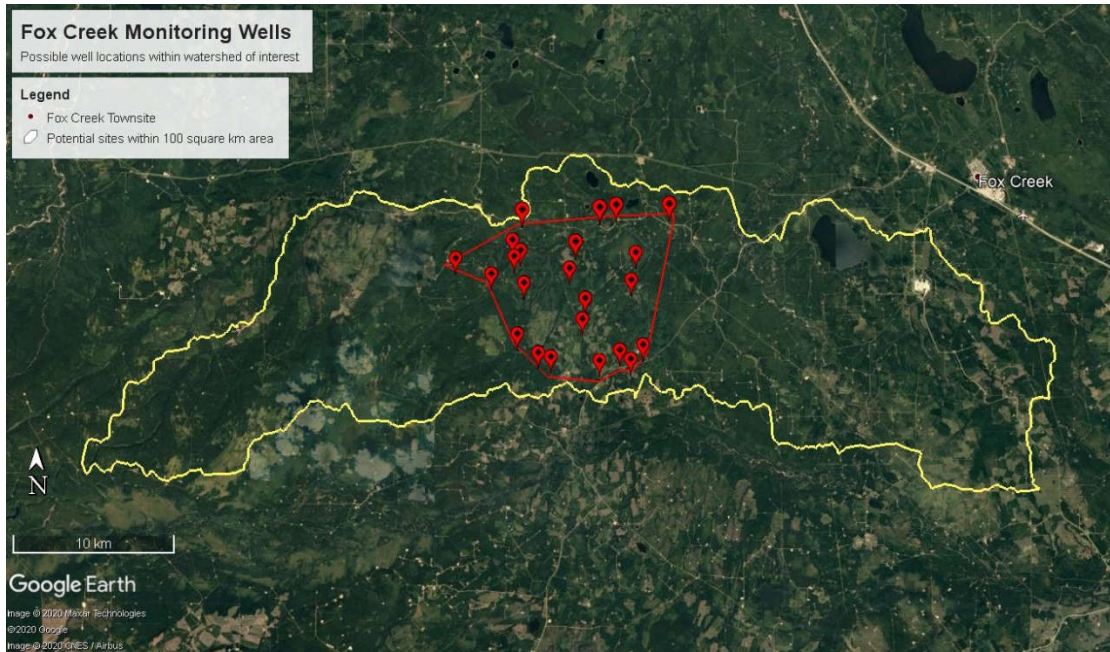 Fox Creek Monitoring Wells
Possible well locations within watershed of interest
Legend
Fox Creek Townsite
Potential sites within 100 square km area
Fox Creek
N
10 km
Google Earth
Image © 2020 Maxar Technologies
©2020 Google
Image © 2020 CNES / Airbus